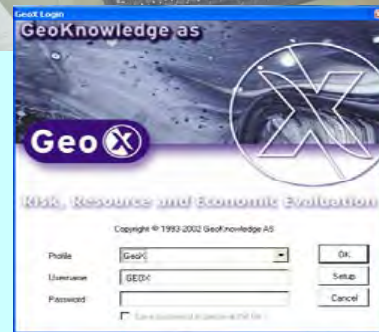 GeoX Login
GeoKnowledge as
GeoX
Risk, Resource and Economic Evaluation
Copyright © 1993-2002 GeoKnowledge AS
Profile
GeoX
OK
Username
GEOX
Setup
Password
Cancel